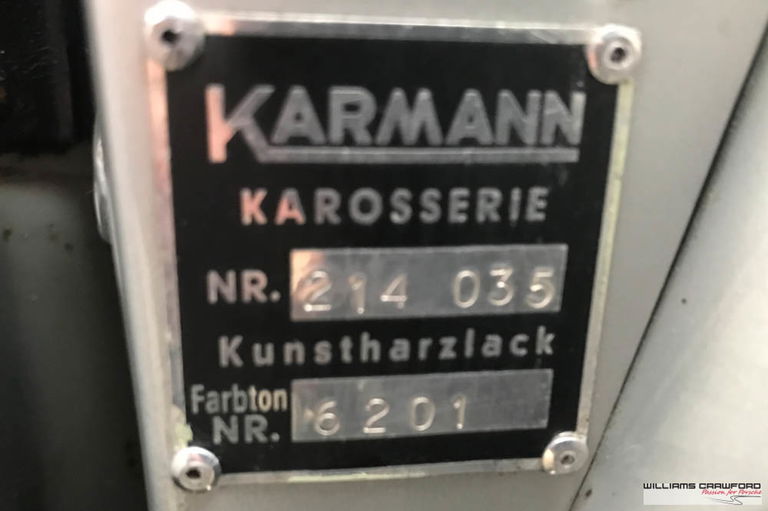 KARMANN
KAROSSERIE
NR. 214 035
Kunstharzlack
Farbton
NR. 6201
WILLIAMS CRAWFORD
Passion for Porsche